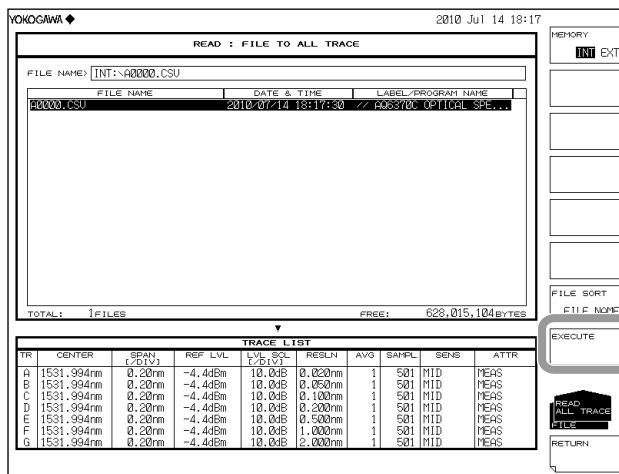 YOKOGAWA ◆ 2010 Jul 14 18:17
READ : FILE TO ALL TRACE
FILE NAME> INT:\A0000.CSV
FILE NAME DATE & TIME LABEL/PROGRAM NAME
A0000.CSV 2010/07/14 18:17:30 // AQ6370C OPTICAL SPE...
TOTAL: 1FILES FREE: 628,015,104BYTES
▼
TRACE LIST
TR CENTER SPAN [/DIV] REF LVL LVL SCL [/DIV] RESLN AVG SAMPL SENS ATTR
A 1531.994nm 0.20nm -4.4dBm 10.0dB 0.020nm 1 501 MID MEAS
B 1531.994nm 0.20nm -4.4dBm 10.0dB 0.050nm 1 501 MID MEAS
C 1531.994nm 0.20nm -4.4dBm 10.0dB 0.100nm 1 501 MID MEAS
D 1531.994nm 0.20nm -4.4dBm 10.0dB 0.200nm 1 501 MID MEAS
E 1531.994nm 0.20nm -4.4dBm 10.0dB 0.500nm 1 501 MID MEAS
F 1531.994nm 0.20nm -4.4dBm 10.0dB 1.000nm 1 501 MID MEAS
G 1531.994nm 0.20nm -4.4dBm 10.0dB 2.000nm 1 501 MID MEAS
MEMORY
INT EXT
FILE SORT
FILE NAME
EXECUTE
READ
ALL TRACE
FILE
RETURN